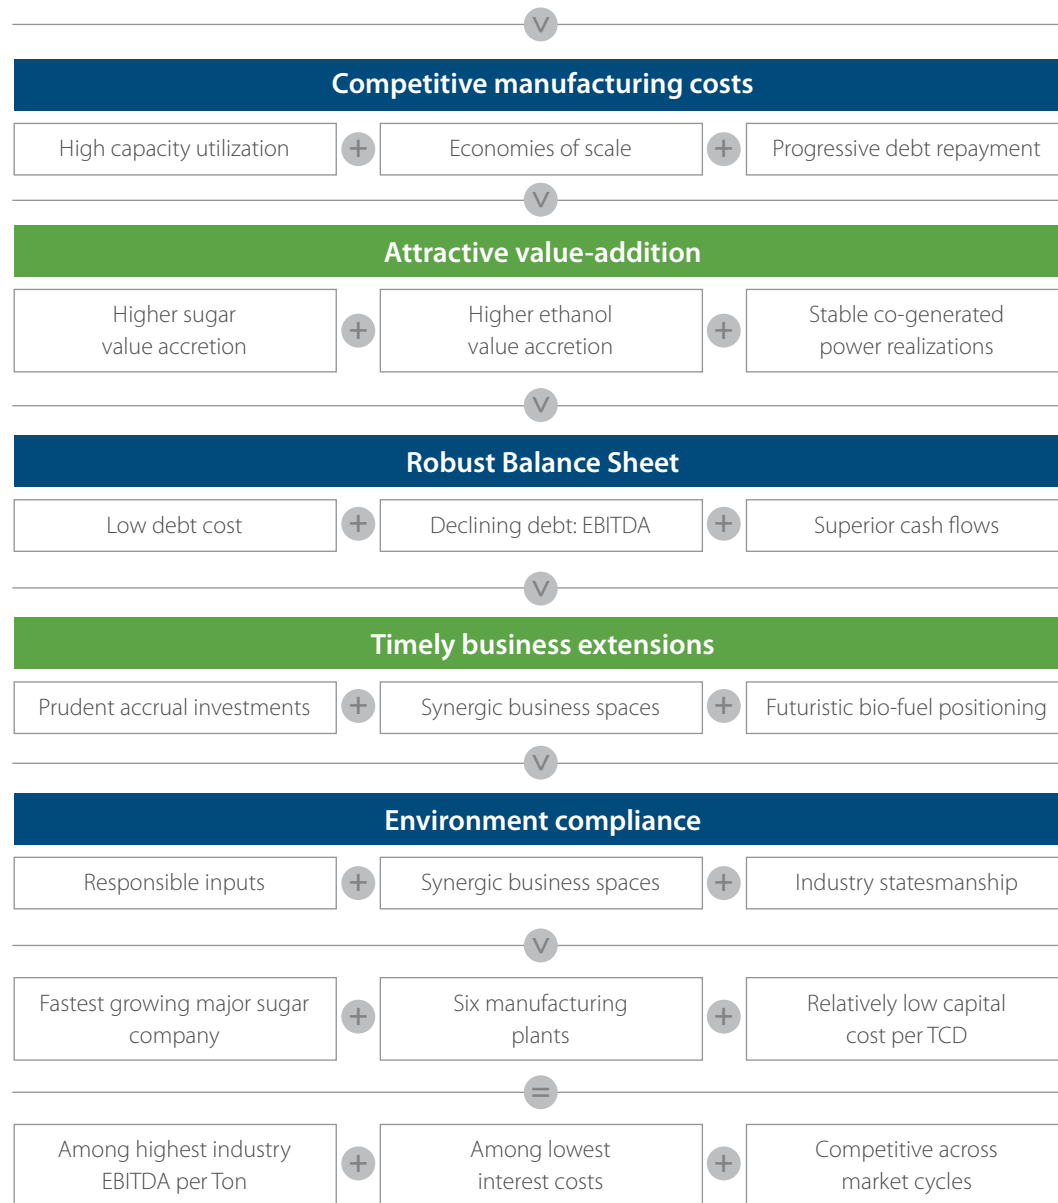 V
Competitive manufacturing costs
High capacity utilization + Economies of scale + Progressive debt repayment
V
Attractive value-addition
Higher sugar
value accretion + Higher ethanol
value accretion + Stable co-generated
power realizations
V
Robust Balance Sheet
Low debt cost + Declining debt: EBITDA + Superior cash flows
V
Timely business extensions
Prudent accrual investments + Synergic business spaces + Futuristic bio-fuel positioning
V
Environment compliance
Responsible inputs + Synergic business spaces + Industry statesmanship
V
Fastest growing major sugar
company + Six manufacturing
plants + Relatively low capital
cost per TCD
=
Among highest industry
EBITDA per Ton + Among lowest
interest costs + Competitive across
market cycles